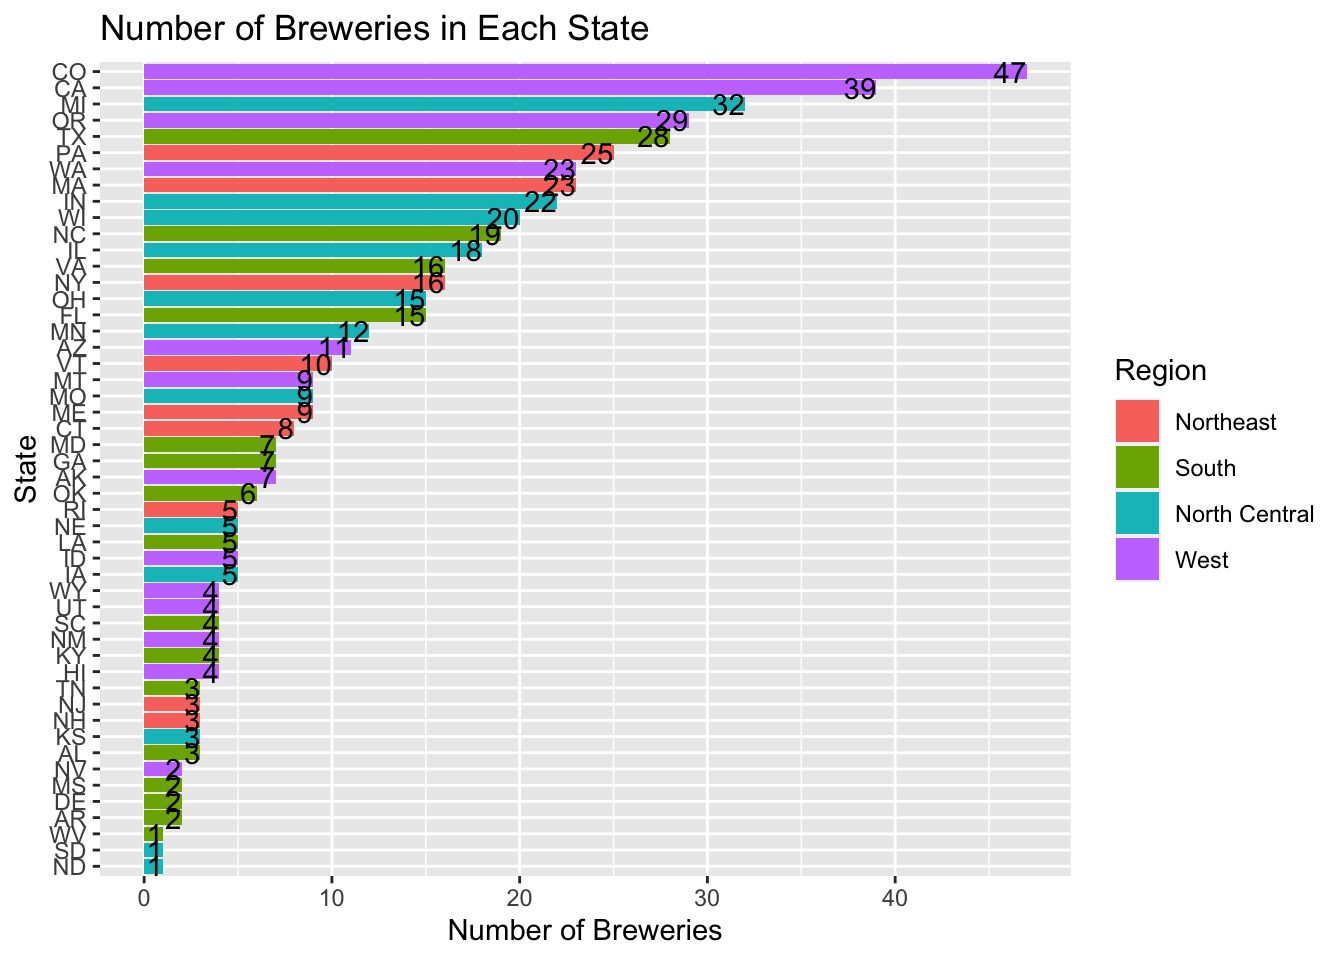 Number of Breweries in Each State
CO 47
CA 39
MI 32
OR 29
TX 28
PA 25
WA 23
MA 23
IN 22
WI 20
NC 19
IL 18
VA 16
NY 16
OH 15
FL 15
MN 12
AZ 11
VT 10
MT 9
MO 9
ME 9
CT 8
MD 7
GA 7
AK 7
OK 6
RI 5
NE 5
LA 5
ID 5
IA 5
WY 4
UT 4
SC 4
NM 4
KY 4
HI 4
TN 3
NJ 3
NH 3
KS 3
AL 3
NV 2
MS 2
DE 2
AR 2
WV 1
SD 1
ND 1
0 10 20 30 40
Number of Breweries
State
Region
Northeast
South
North Central
West